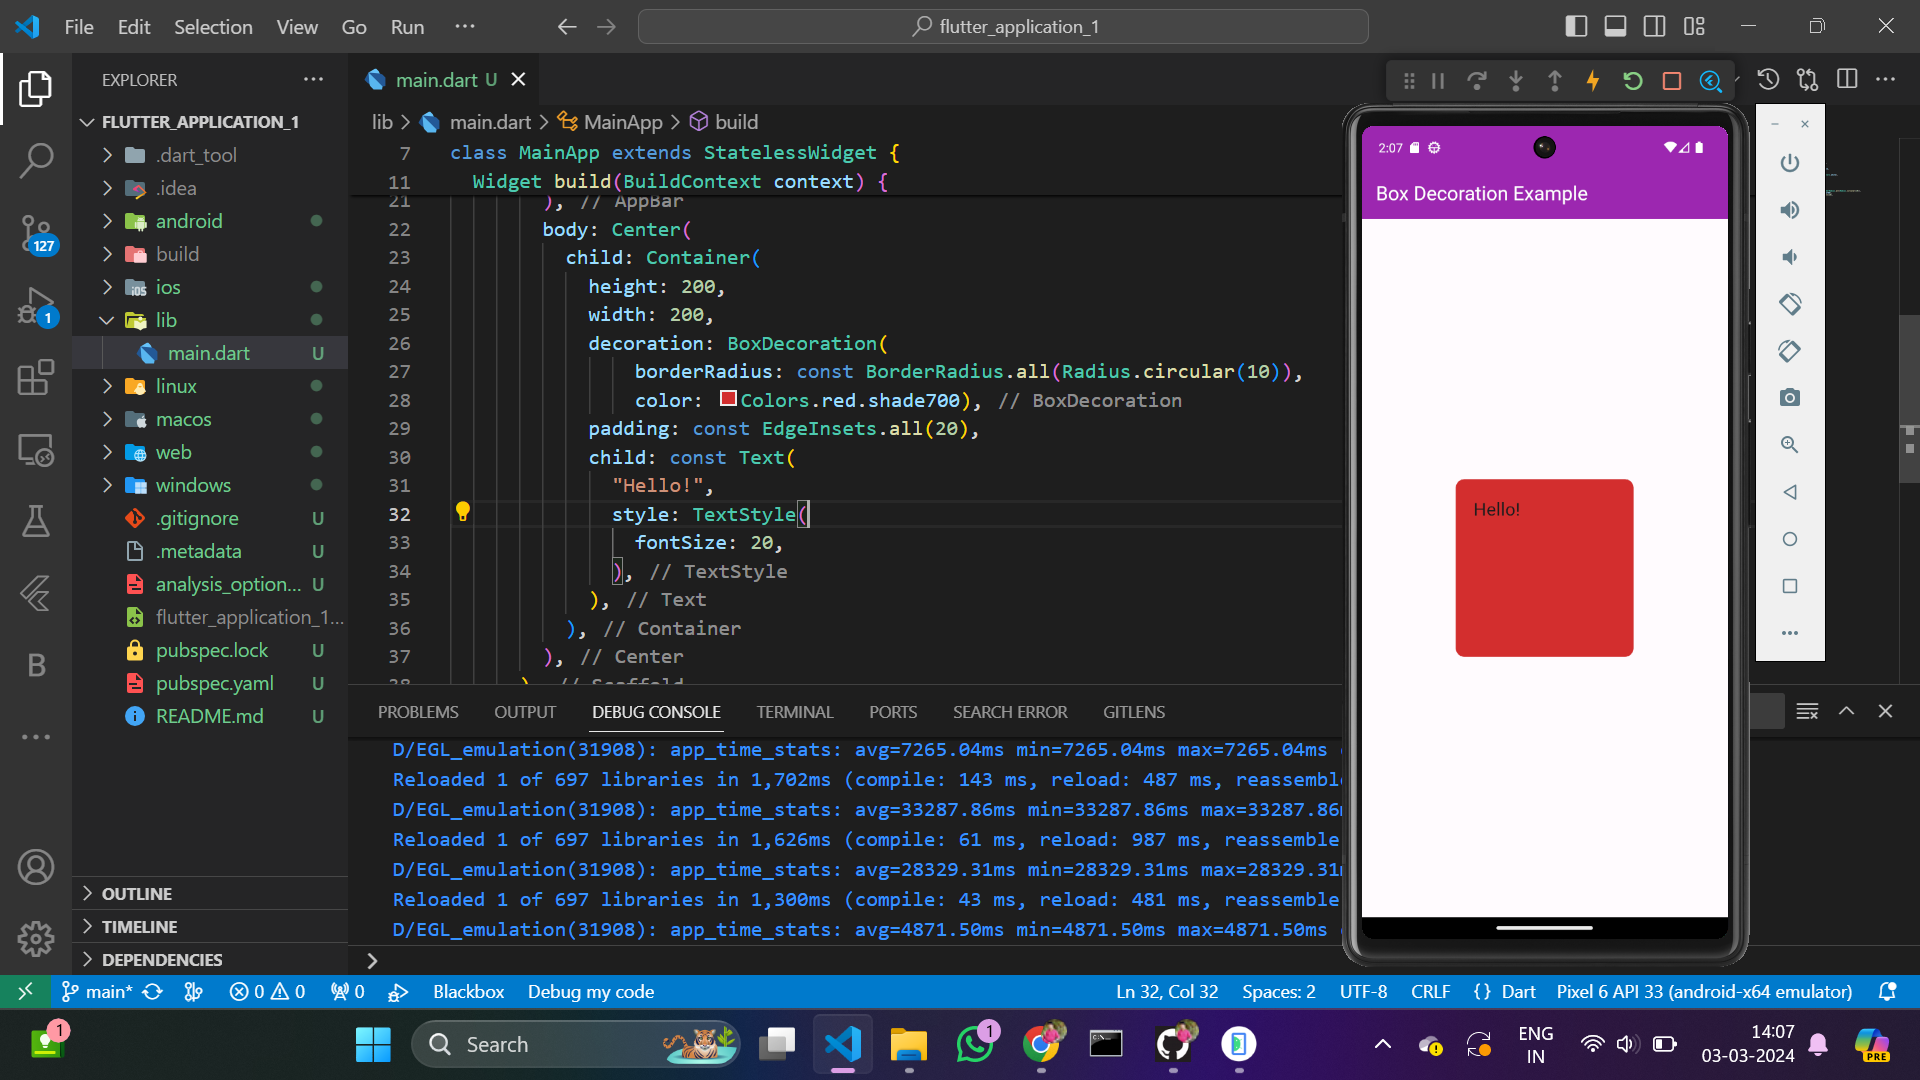 File Edit Selection View Go Run ···
flutter_application_1
EXPLORER
FLUTTER_APPLICATION_1
.dart_tool
.idea
android
build
ios
lib
main.dart U
linux
macos
web
windows
.gitignore U
.metadata U
analysis_option... U
flutter_application_1...
pubspec.lock U
pubspec.yaml U
README.md U
OUTLINE
TIMELINE
DEPENDENCIES
127
1
main.dart U
lib > main.dart > MainApp > build
7 class MainApp extends StatelessWidget {
11 Widget build(BuildContext context) {
21 ), // AppBar
22 body: Center(
23 child: Container(
24 height: 200,
25 width: 200,
26 decoration: BoxDecoration(
27 borderRadius: const BorderRadius.all(Radius.circular(10)),
28 color: Colors.red.shade700), // BoxDecoration
29 padding: const EdgeInsets.all(20),
30 child: const Text(
31 "Hello!",
32 style: TextStyle(
33 fontSize: 20,
34 ), // TextStyle
35 ), // Text
36 ), // Container
37 ), // Center
38 ), // Scaffold
PROBLEMS OUTPUT DEBUG CONSOLE TERMINAL PORTS SEARCH ERROR GITLENS
D/EGL_emulation(31908): app_time_stats: avg=7265.04ms min=7265.04ms max=7265.04ms
Reloaded 1 of 697 libraries in 1,702ms (compile: 143 ms, reload: 487 ms, reassemble
D/EGL_emulation(31908): app_time_stats: avg=33287.86ms min=33287.86ms max=33287.86m
Reloaded 1 of 697 libraries in 1,626ms (compile: 61 ms, reload: 987 ms, reassemble
D/EGL_emulation(31908): app_time_stats: avg=28329.31ms min=28329.31ms max=28329.31m
Reloaded 1 of 697 libraries in 1,300ms (compile: 43 ms, reload: 481 ms, reassemble
D/EGL_emulation(31908): app_time_stats: avg=4871.50ms min=4871.50ms max=4871.50ms
2:07
Box Decoration Example
Hello!
main* 0 0 0 Blackbox Debug my code
Ln 32, Col 32 Spaces: 2 UTF-8 CRLF {} Dart Pixel 6 API 33 (android-x64 emulator)
1
Search
1
ENG
IN
14:07
03-03-2024
PRE